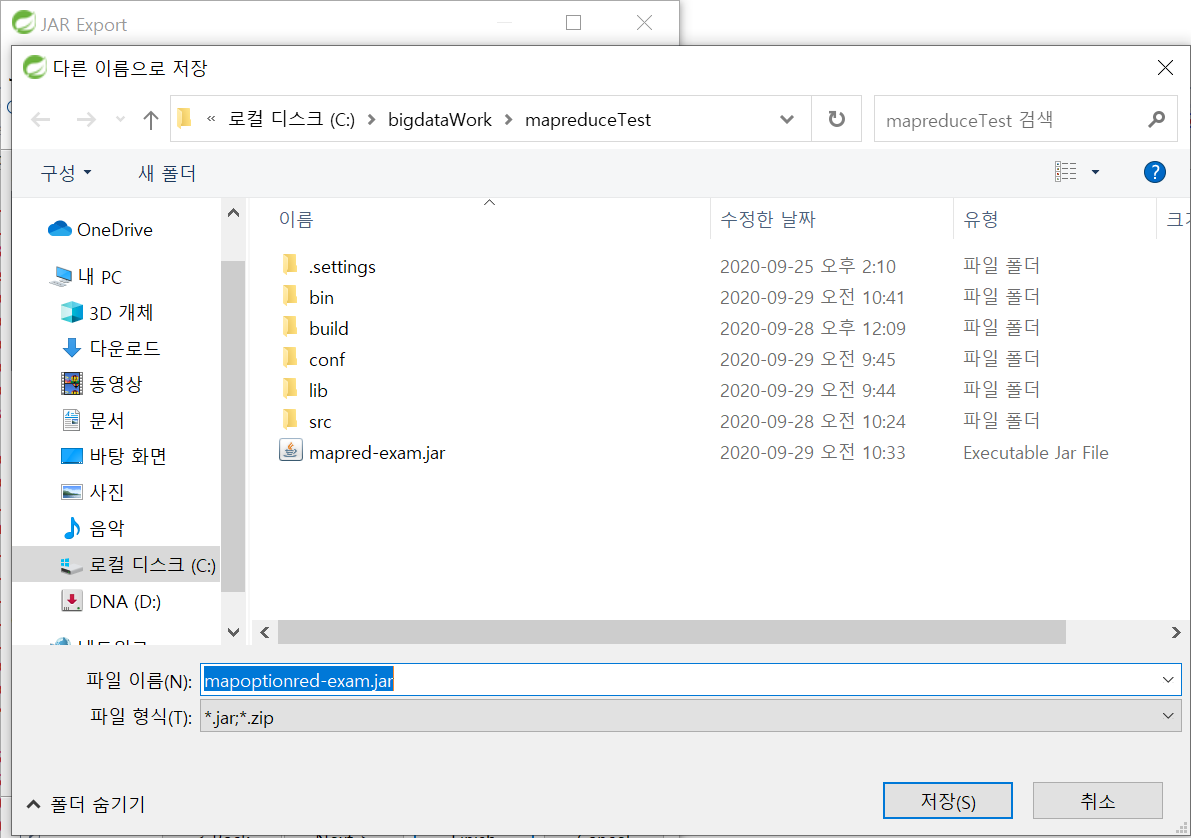 JAR Export
다른 이름으로 저장
« 로컬 디스크 (C:) > bigdataWork > mapreduceTest
mapreduceTest 검색
구성
새 폴더
OneDrive
내 PC
3D 개체
다운로드
동영상
문서
바탕 화면
사진
음악
로컬 디스크 (C:)
DNA (D:)
이름 수정한 날짜 유형
.settings 2020-09-25 오후 2:10 파일 폴더
bin 2020-09-29 오전 10:41 파일 폴더
build 2020-09-28 오후 12:09 파일 폴더
conf 2020-09-29 오전 9:45 파일 폴더
lib 2020-09-29 오전 9:44 파일 폴더
src 2020-09-28 오전 10:24 파일 폴더
mapred-exam.jar 2020-09-29 오전 10:33 Executable Jar File
파일 이름(N): mapoptionred-exam.jar
파일 형식(T): *.jar;*.zip
폴더 숨기기
저장(S)
취소